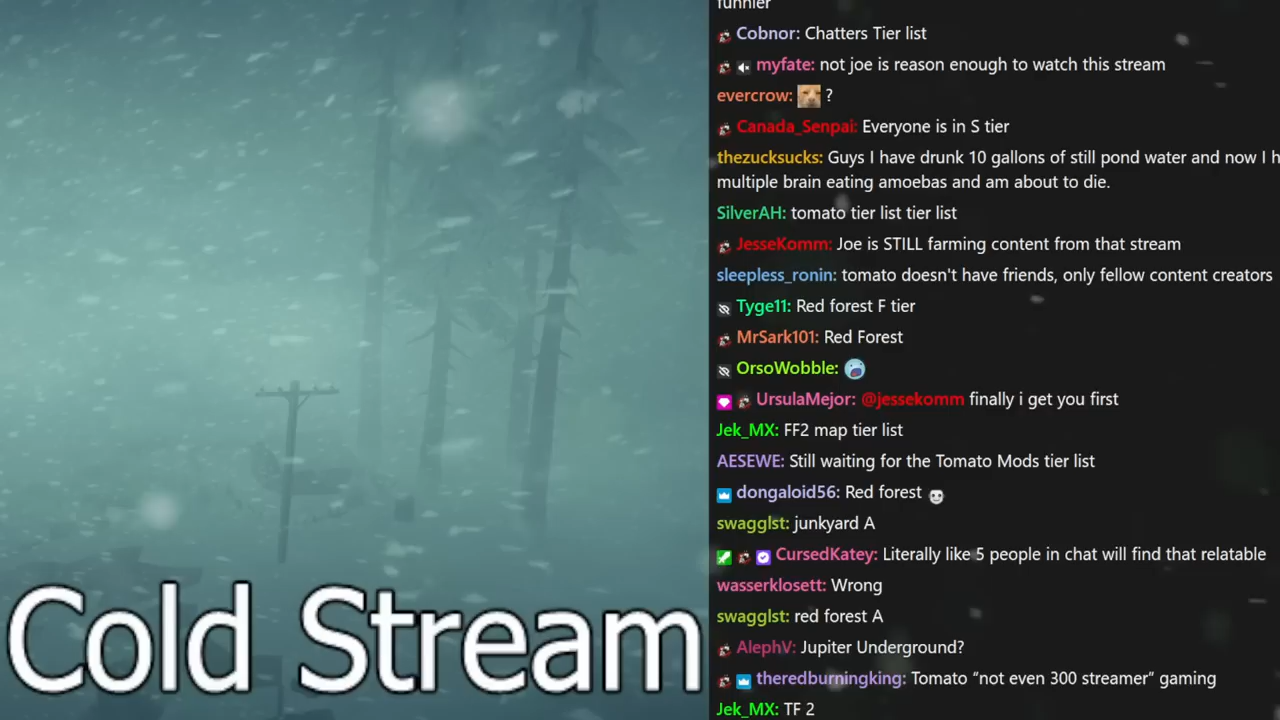 funnier
Cobnor: Chatters Tier list
myfate: not joe is reason enough to watch this stream
evercrow: ?
Canada_Senpai: Everyone is in S tier
thezucksucks: Guys I have drunk 10 gallons of still pond water and now I h
multiple brain eating amoebas and am about to die.
SilverAH: tomato tier list tier list
JesseKomm: Joe is STILL farming content from that stream
sleepless_ronin: tomato doesn't have friends, only fellow content creators
Tyge11: Red forest F tier
MrSark101: Red Forest
OrsoWobble:
UrsulaMejor: @jessekomm finally i get you first
Jek_MX: FF2 map tier list
AESEWE: Still waiting for the Tomato Mods tier list
dongaloid56: Red forest
swagglst: junkyard A
CursedKatey: Literally like 5 people in chat will find that relatable
wasserklosett: Wrong
swagglst: red forest A
AlephV: Jupiter Underground?
theredburningking: Tomato “not even 300 streamer” gaming
Jek_MX: TF 2
Cold Stream